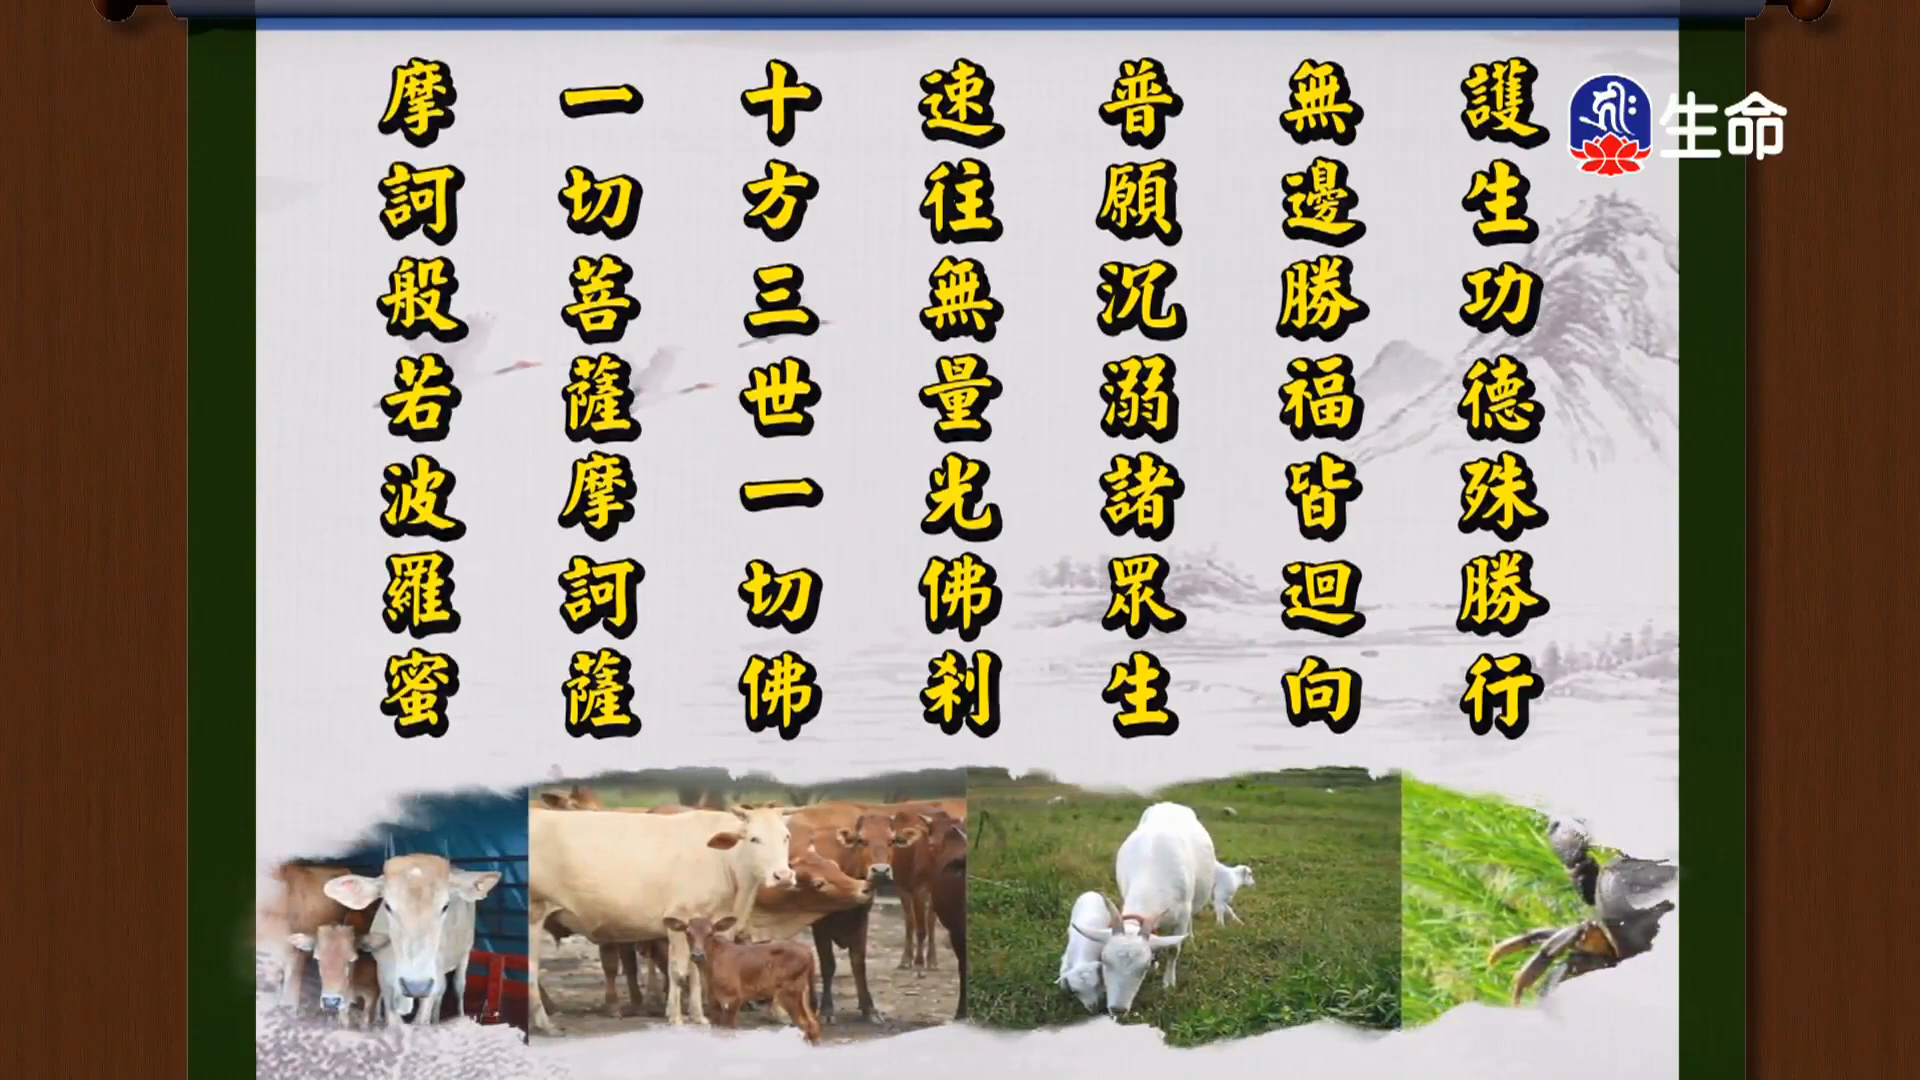 護生功德殊勝行
無邊勝福皆迴向
普願沉溺諸眾生
速往無量光佛剎
十方三世一切佛
一切菩薩摩訶薩
摩訶般若波羅蜜
生命